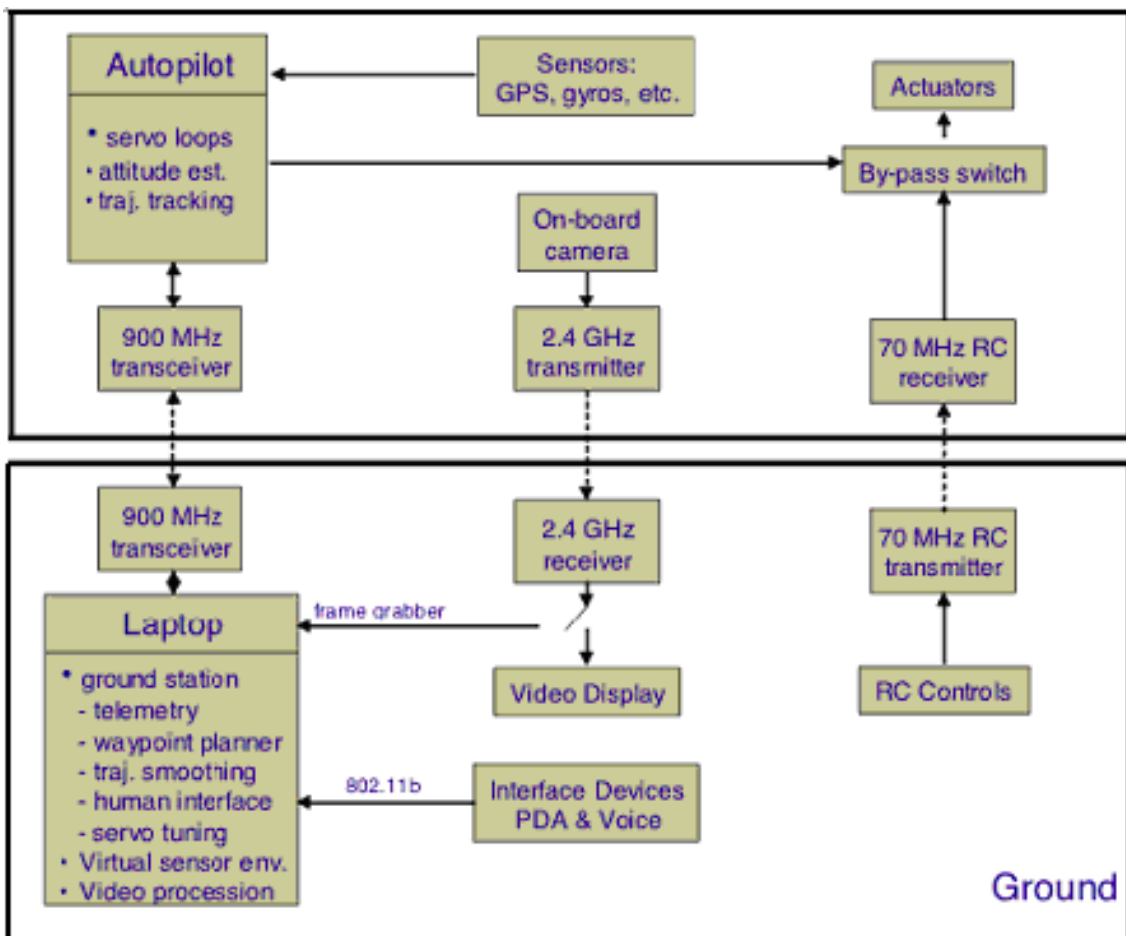 Autopilot
• servo loops
• attitude est.
• traj. tracking
Sensors:
GPS, gyros, etc.
Actuators
By-pass switch
On-board
camera
900 MHz
transceiver
2.4 GHz
transmitter
70 MHz RC
receiver
900 MHz
transceiver
2.4 GHz
receiver
70 MHz RC
transmitter
Laptop
• ground station
- telemetry
- waypoint planner
- traj. smoothing
- human interface
- servo tuning
• Virtual sensor env.
• Video procession
frame grabber
Video Display
RC Controls
802.11b
Interface Devices
PDA & Voice
Ground